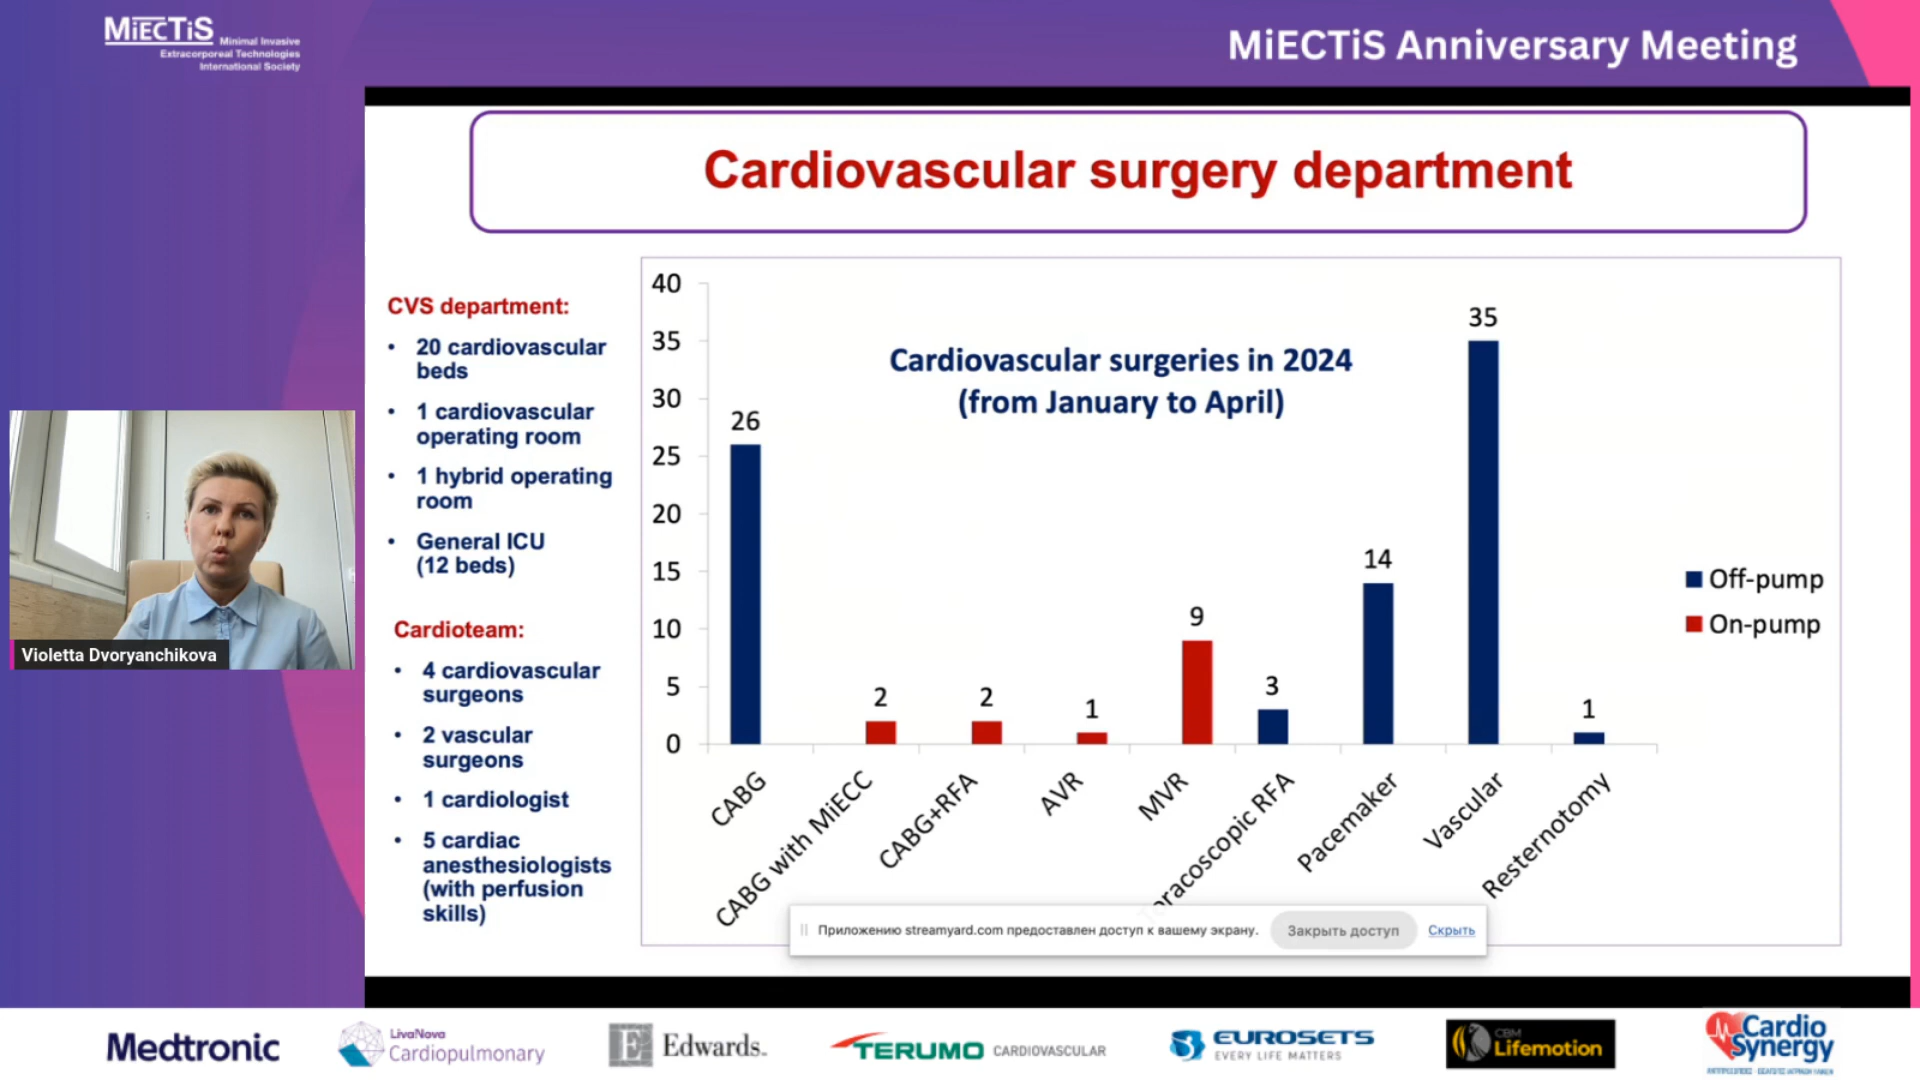 MiECTiS Minimal Invasive
Extracorporeal Technologies
International Society
MiECTiS Anniversary Meeting
Cardiovascular surgery department
CVS department:
• 20 cardiovascular
beds
• 1 cardiovascular
operating room
• 1 hybrid operating
room
• General ICU
(12 beds)
Cardioteam:
• 4 cardiovascular
surgeons
• 2 vascular
surgeons
• 1 cardiologist
• 5 cardiac
anesthesiologists
(with perfusion
skills)
Cardiovascular surgeries in 2024
(from January to April)
40
35
30
25
20
15
10
5
0
26
2
2
1
9
3
14
35
1
CABG
CABG with MiECC
CABG+RFA
AVR
MVR
oracoscopic RFA
Pacemaker
Vascular
Resternotomy
Off-pump
On-pump
Приложению streamyard.com предоставлен доступ к вашему экрану.
Закрыть доступ
Скрыть
Violetta Dvoryanchikova
Medtronic
LivaNova
Cardiopulmonary
E Edwards
TERUMO CARDIOVASCULAR
EUROSETS
EVERY LIFE MATTERS
CBM
Lifemotion
Cardio
Synergy